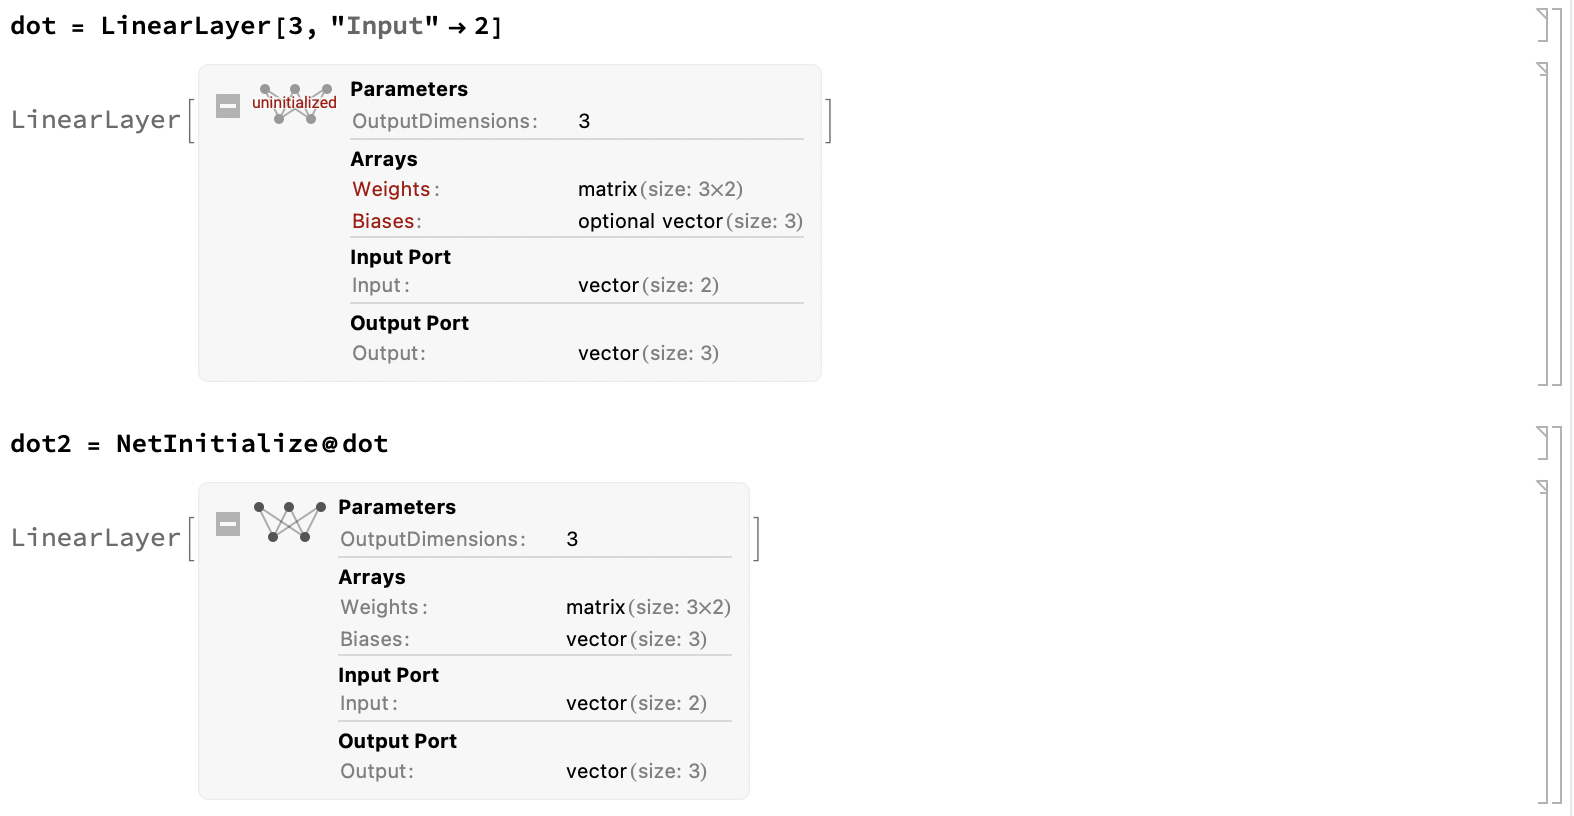 dot = LinearLayer[3, "Input" → 2]
LinearLayer[
uninitialized
Parameters
OutputDimensions: 3
Arrays
Weights: matrix (size: 3×2)
Biases: optional vector (size: 3)
Input Port
Input: vector (size: 2)
Output Port
Output: vector (size: 3)
]
dot2 = NetInitialize@dot
LinearLayer[
Parameters
OutputDimensions: 3
Arrays
Weights: matrix (size: 3×2)
Biases: vector (size: 3)
Input Port
Input: vector (size: 2)
Output Port
Output: vector (size: 3)
]